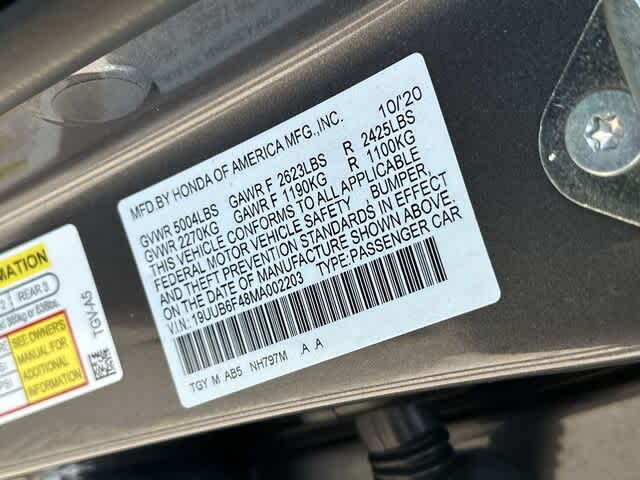 MFD.BY HONDA OF AMERICA MFG.,INC. 10/'20
GVWR 5004LBS GAWR F 2623LBS R 2425LBS
GVWR 2270KG GAWR F 1190KG R 1100KG
THIS VEHICLE CONFORMS TO ALL APPLICABLE
FEDERAL MOTOR VEHICLE SAFETY , BUMPER,
AND THEFT PREVENTION STANDARDS IN EFFECT
ON THE DATE OF MANUFACTURE SHOWN ABOVE.
V.I.N: 19UUB6F48MA002203 TYPE:PASSENGER CAR
TGY M AB5 NH797M .A A
MATION
2 REAR 3
SEE OWNER'S
MANUAL FOR
ADDITIONAL
INFORMATION
TGV-A5